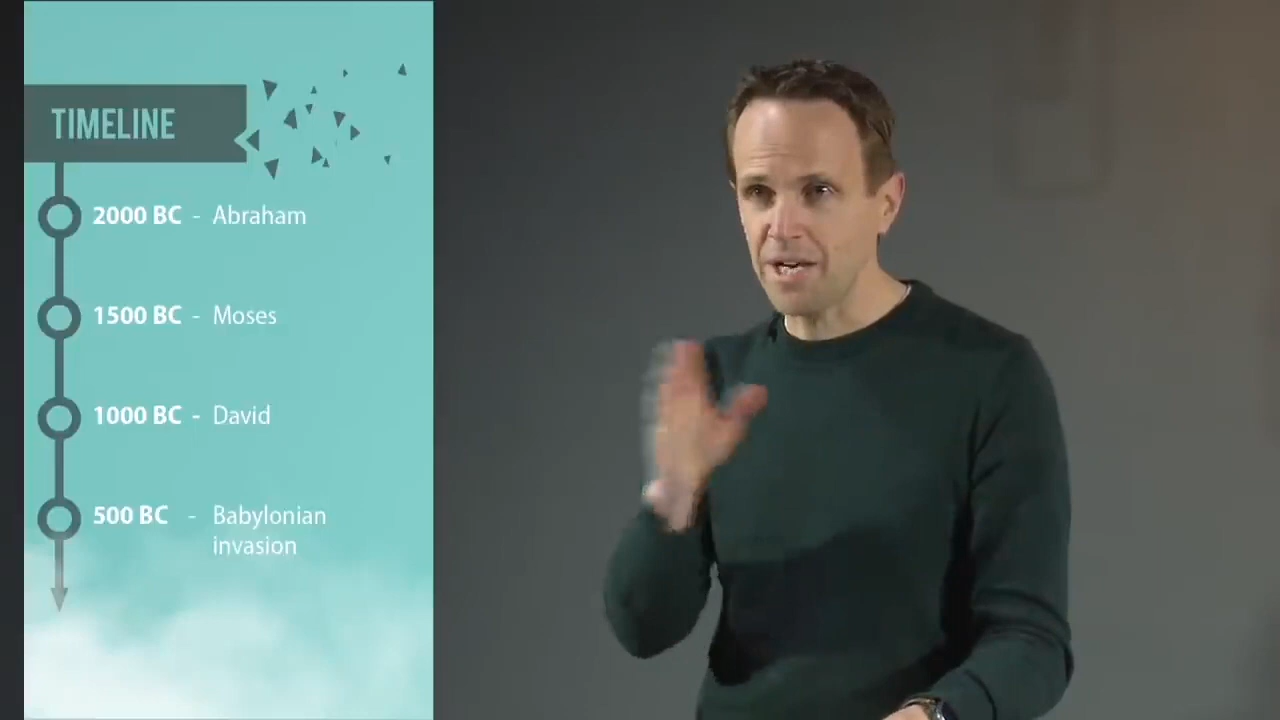 TIMELINE
2000 BC - Abraham
1500 BC - Moses
1000 BC - David
500 BC - Babylonian
invasion